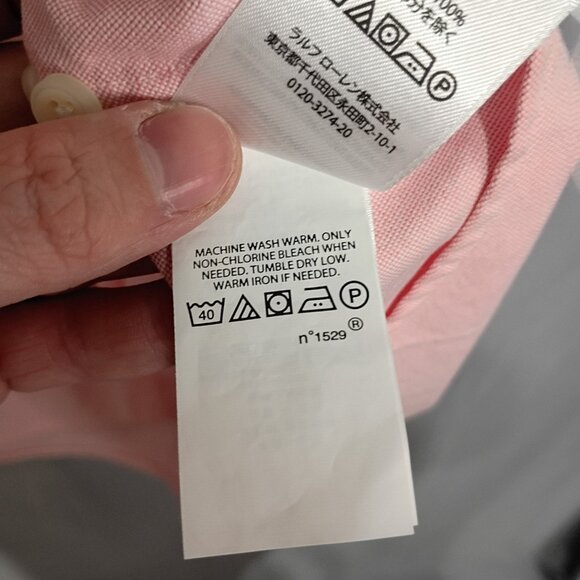 100%
分を除く
ラルフ ローレン株式会社
東京都千代田区永田町2-10-1
0120-3274-20
MACHINE WASH WARM. ONLY
NON-CHLORINE BLEACH WHEN
NEEDED. TUMBLE DRY LOW.
WARM IRON IF NEEDED.
40 P
n°1529 ®
P